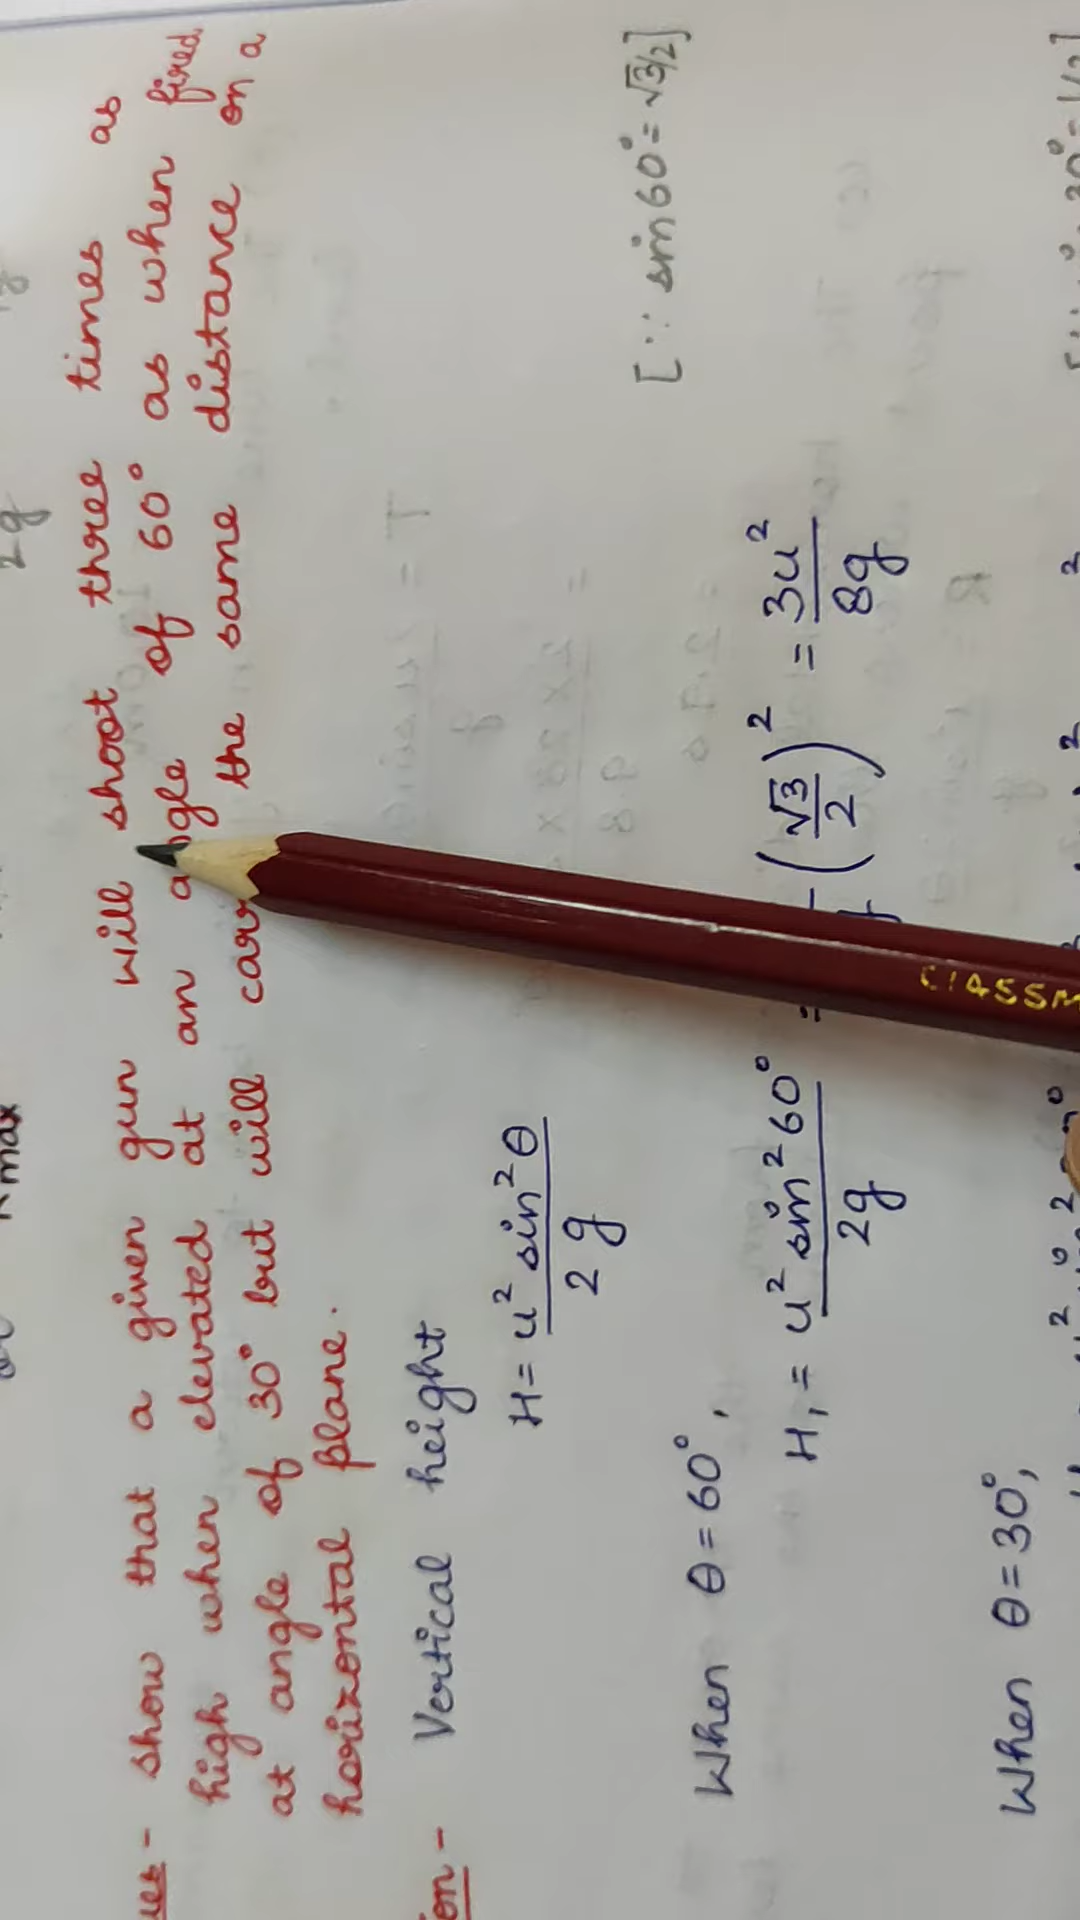 show that a given gun will shoot three times as
high when elevated at an angle of 60° as when fired
at angle of 30° but will the same distance on a
horizontal plane.
Vertical height
H = u² sin²θ / 2g
When θ = 60°,
H₁ = u² sin² 60° / 2g = (√3/2)² = 3u² / 8g
[∵ sin 60° = √3/2]
When θ = 30°,
CLASSM